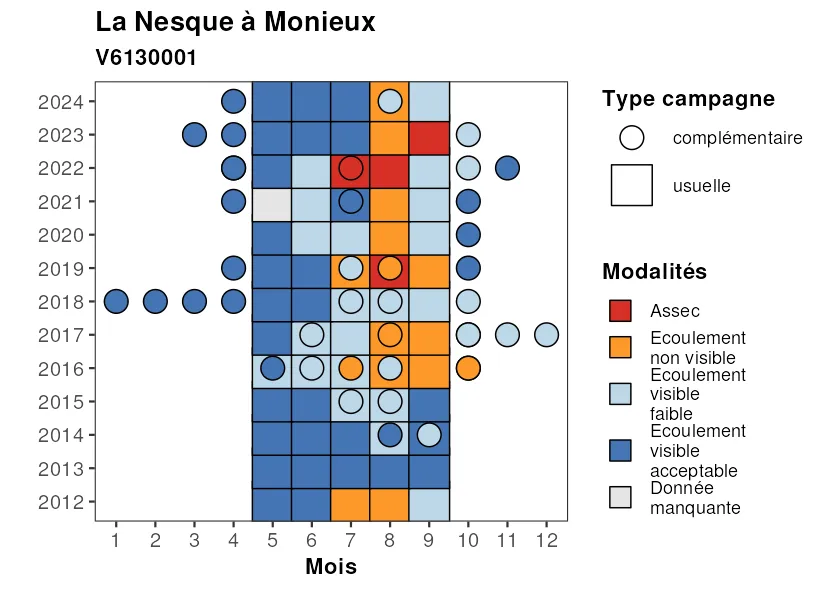 La Nesque à Monieux
V6130001
2024
2023
2022
2021
2020
2019
2018
2017
2016
2015
2014
2013
2012
1 2 3 4 5 6 7 8 9 10 11 12
Mois
Type campagne
complémentaire
usuelle
Modalités
Assec
Ecoulement
non visible
Ecoulement
visible
faible
Ecoulement
visible
acceptable
Donnée
manquante